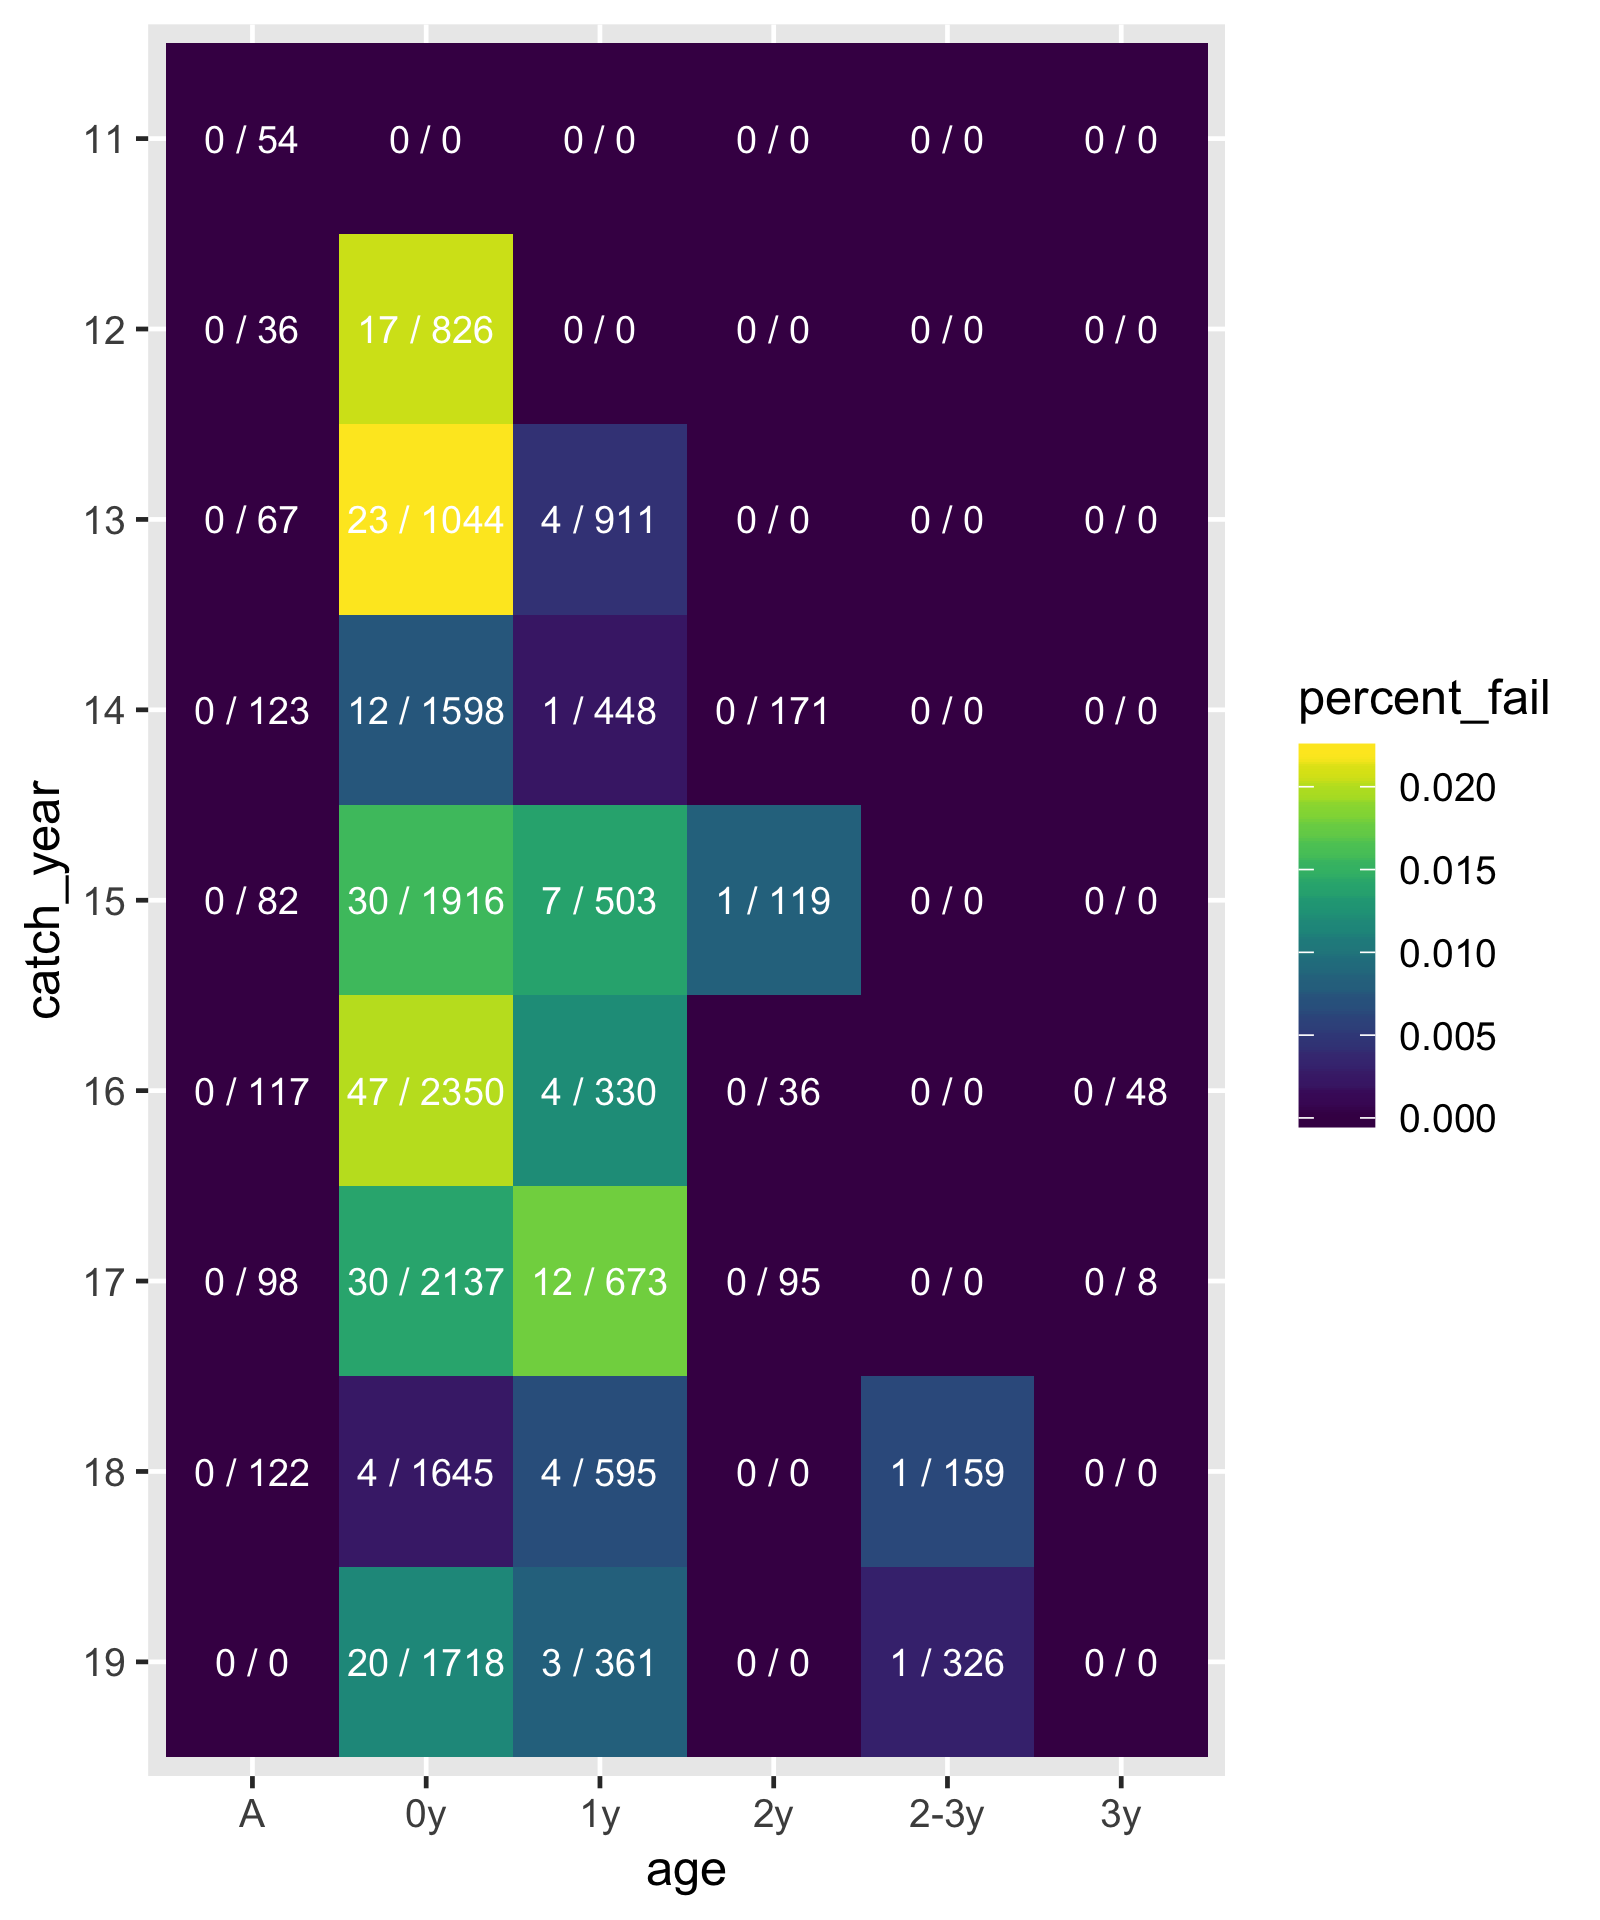 11 0 / 54 0 / 0 0 / 0 0 / 0 0 / 0 0 / 0
12 0 / 36 17 / 826 0 / 0 0 / 0 0 / 0 0 / 0
13 0 / 67 23 / 1044 4 / 911 0 / 0 0 / 0 0 / 0
14 0 / 123 12 / 1598 1 / 448 0 / 171 0 / 0 0 / 0
15 0 / 82 30 / 1916 7 / 503 1 / 119 0 / 0 0 / 0
16 0 / 117 47 / 2350 4 / 330 0 / 36 0 / 0 0 / 48
17 0 / 98 30 / 2137 12 / 673 0 / 95 0 / 0 0 / 8
18 0 / 122 4 / 1645 4 / 595 0 / 0 1 / 159 0 / 0
19 0 / 0 20 / 1718 3 / 361 0 / 0 1 / 326 0 / 0
A 0y 1y 2y 2-3y 3y
age
catch_year
percent_fail
0.020
0.015
0.010
0.005
0.000